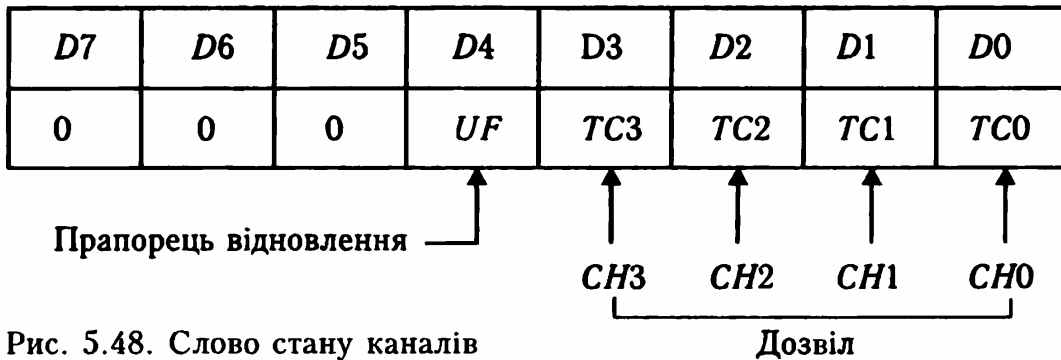 D7 D6 D5 D4 D3 D2 D1 D0
0 0 0 UF TC3 TC2 TC1 TC0
Прапорець відновлення
CH3 CH2 CH1 CH0
Рис. 5.48. Слово стану каналів
Дозвіл